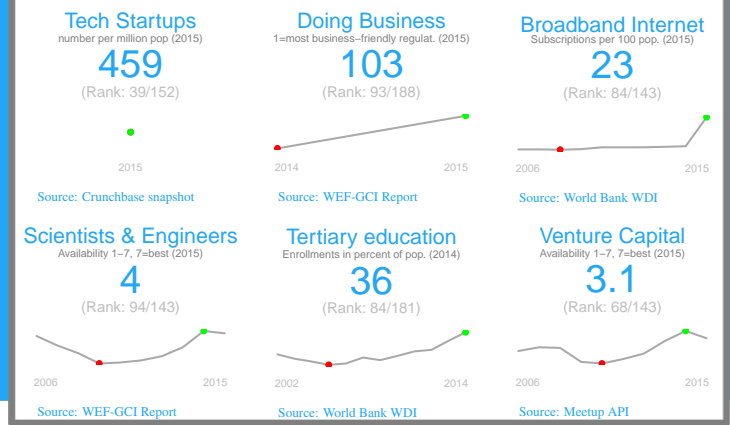 Tech Startups
number per million pop (2015)
459
(Rank: 39/152)
2015
Source: Crunchbase snapshot
Doing Business
1=most business−friendly regulat. (2015)
103
(Rank: 93/188)
2014 2015
Source: WEF-GCI Report
Broadband Internet
Subscriptions per 100 pop. (2015)
23
(Rank: 84/143)
2006 2015
Source: World Bank WDI
Scientists & Engineers
Availability 1−7, 7=best (2015)
4
(Rank: 94/143)
2006 2015
Source: WEF-GCI Report
Tertiary education
Enrollments in percent of pop. (2014)
36
(Rank: 84/181)
2002 2014
Source: World Bank WDI
Venture Capital
Availability 1−7, 7=best (2015)
3.1
(Rank: 68/143)
2006 2015
Source: Meetup API